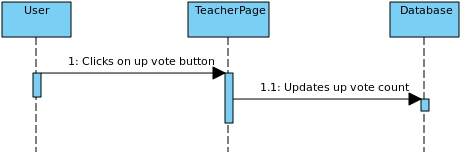 User
TeacherPage
Database
1: Clicks on up vote button
1.1: Updates up vote count